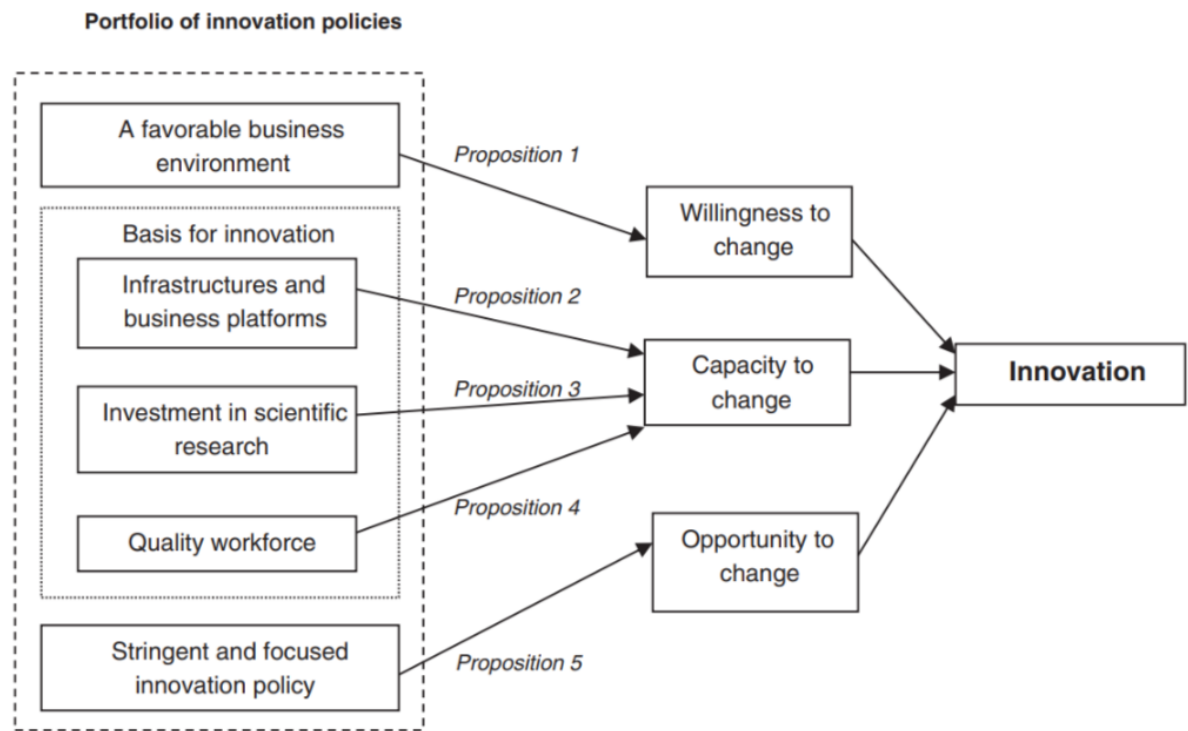 Portfolio of innovation policies
A favorable business
environment
Basis for innovation
Infrastructures and
business platforms
Investment in scientific
research
Quality workforce
Stringent and focused
innovation policy
Proposition 1
Proposition 2
Proposition 3
Proposition 4
Proposition 5
Willingness to
change
Capacity to
change
Opportunity to
change
Innovation